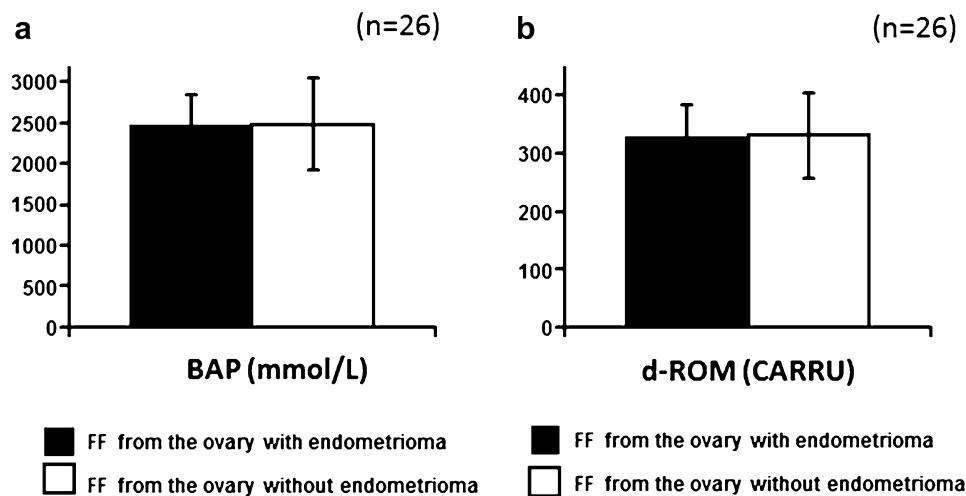 a (n=26)
3000
2500
2000
1500
1000
500
0
BAP (mmol/L)
FF from the ovary with endometrioma
FF from the ovary without endometrioma
b (n=26)
400
300
200
100
0
d-ROM (CARRU)
FF from the ovary with endometrioma
FF from the ovary without endometrioma